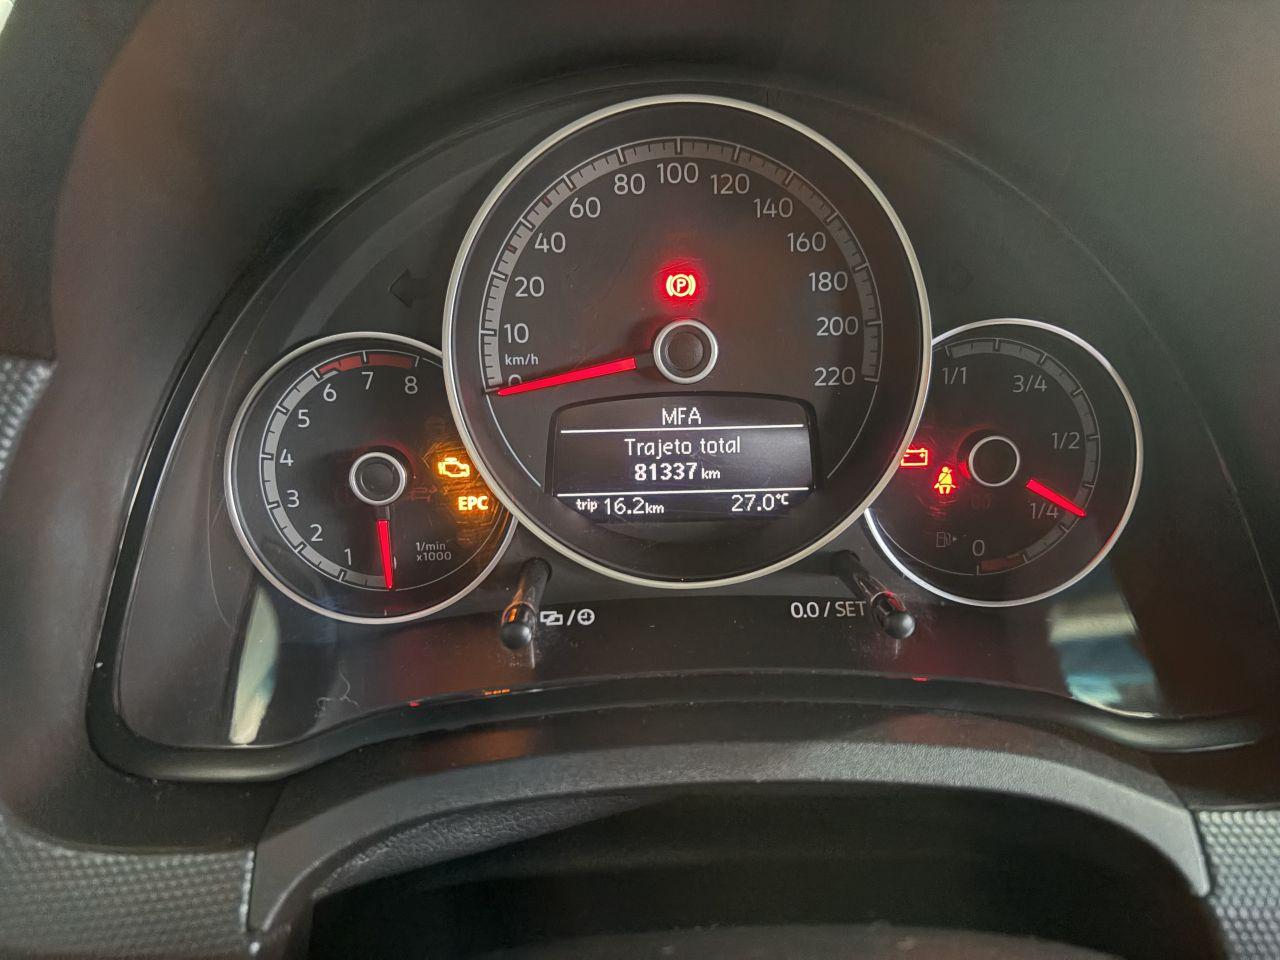 10
20
40
60
80
100
120
140
160
180
200
220
km/h
0
P
MFA
Trajeto total
81337 km
trip 16.2km 27.0°C
1
2
3
4
5
6
7
8
1/min
x1000
EPC
1/1
3/4
1/2
1/4
0
0.0 / SET